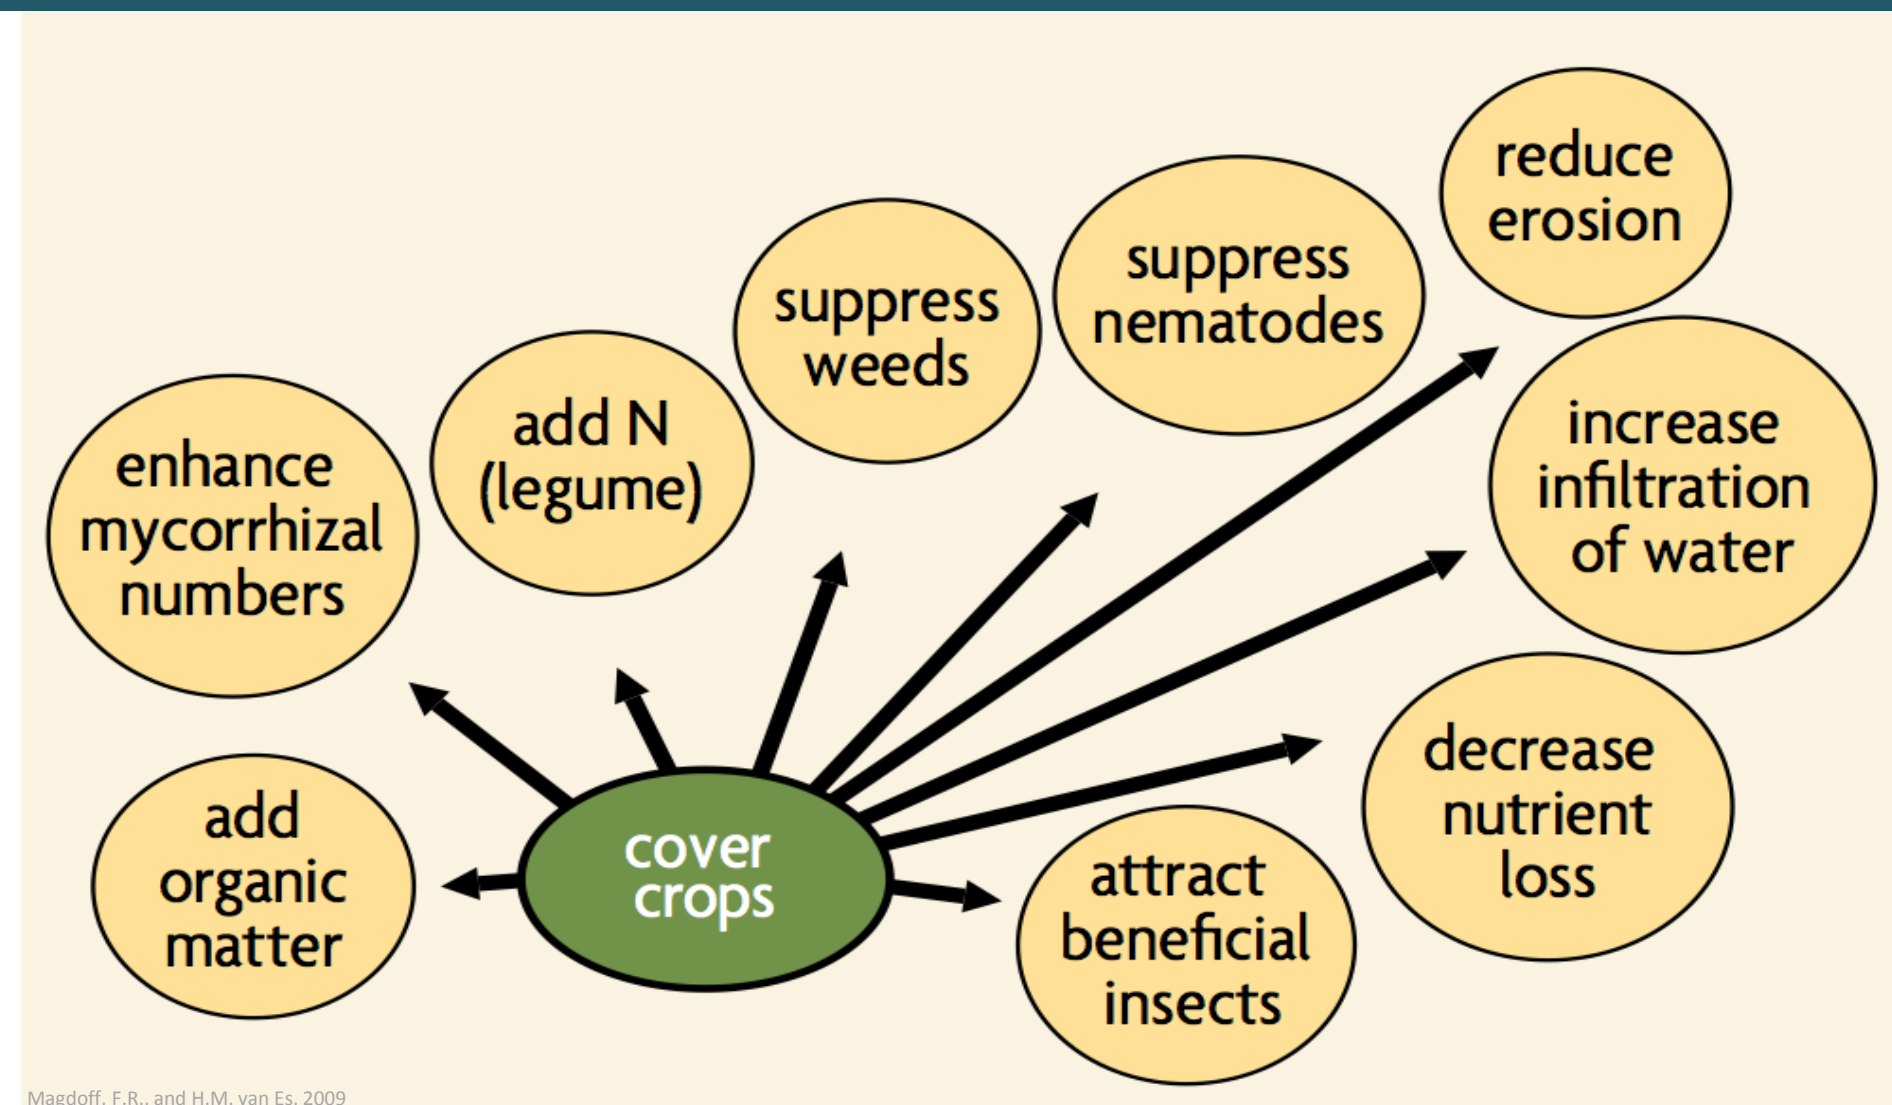 reduce
erosion
suppress
nematodes
suppress
weeds
increase
infiltration
of water
add N
(legume)
enhance
mycorrhizal
numbers
decrease
nutrient
loss
add
organic
matter
cover
crops
attract
beneficial
insects
Magdoff, F.R., and H.M. van Es. 2009